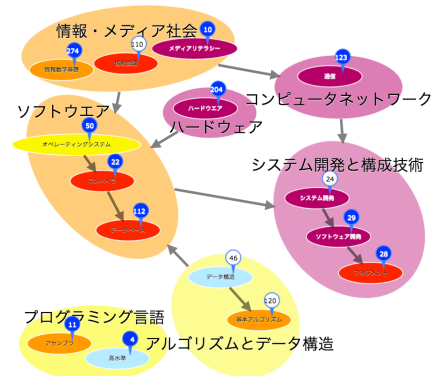 情報・メディア社会
10
メディアリテラシー
274
情報数学基礎
110
123
通信
コンピュータネットワーク
204
ハードウエア
ハードウェア
ソフトウエア
50
オペレーティングシステム
22
コンパイラ
112
データベース
システム開発と構成技術
24
システム開発
29
ソフトウェア開発
28
マネジメント
46
データ構造
120
基本アルゴリズム
アルゴリズムとデータ構造
プログラミング言語
11
アセンブラ
4
高水準